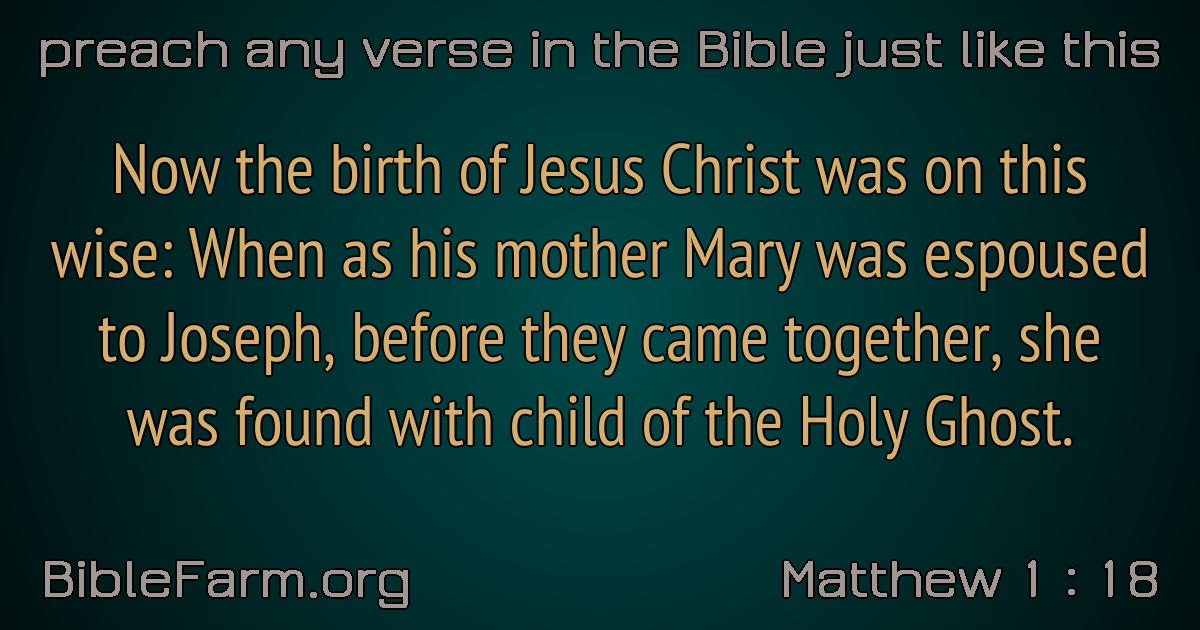 preach any verse in the Bible just like this
Now the birth of Jesus Christ was on this
wise: When as his mother Mary was espoused
to Joseph, before they came together, she
was found with child of the Holy Ghost.
BibleFarm.org
Matthew 1 : 18